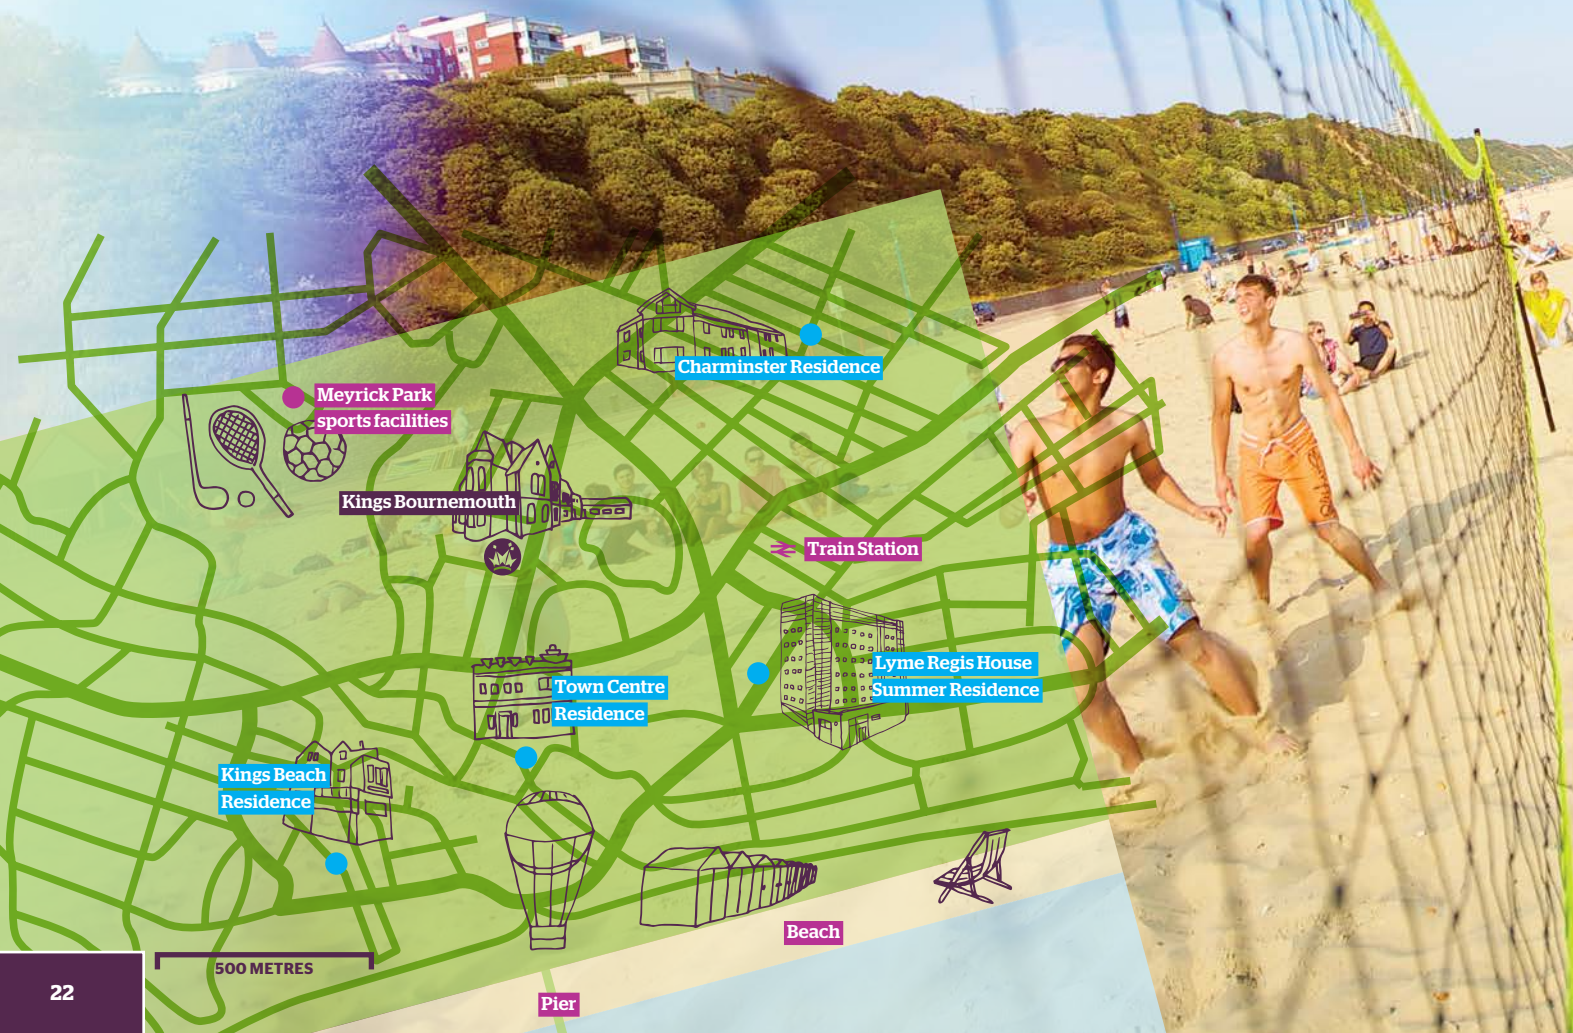 Charminster Residence
Meyrick Park
sports facilities
Kings Bournemouth
Train Station
Lyme Regis House
Summer Residence
Town Centre
Residence
Kings Beach
Residence
Beach
500 METRES
22
Pier